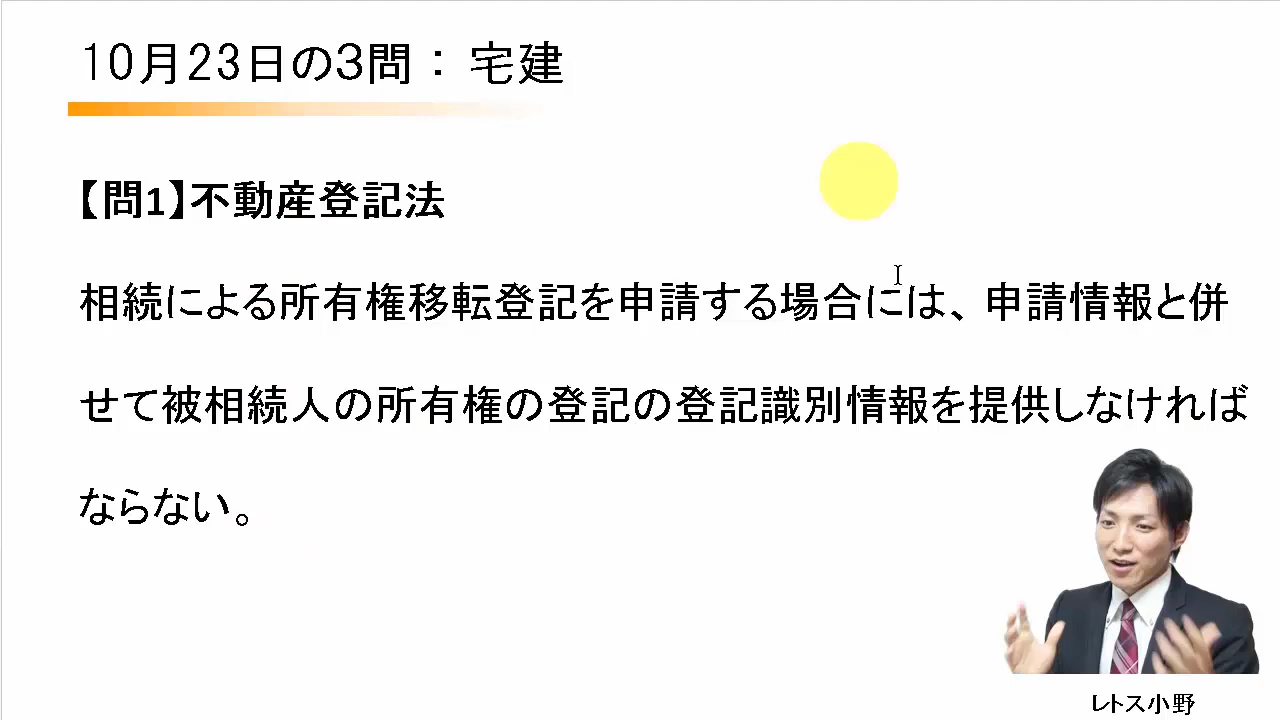 10月23日の3問：宅建
【問1】不動産登記法
相続による所有権移転登記を申請する場合には、申請情報と併
せて被相続人の所有権の登記の登記識別情報を提供しなければ
ならない。
レトス小野